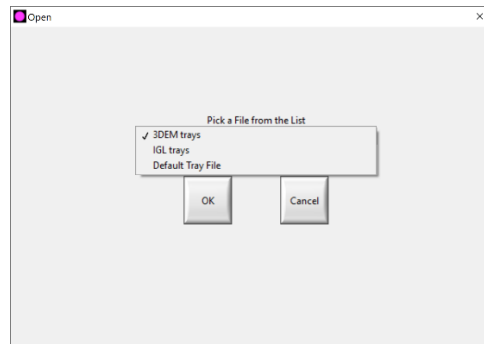 Open
Pick a File from the List
✓ 3DEM trays
IGL trays
Default Tray File
OK
Cancel